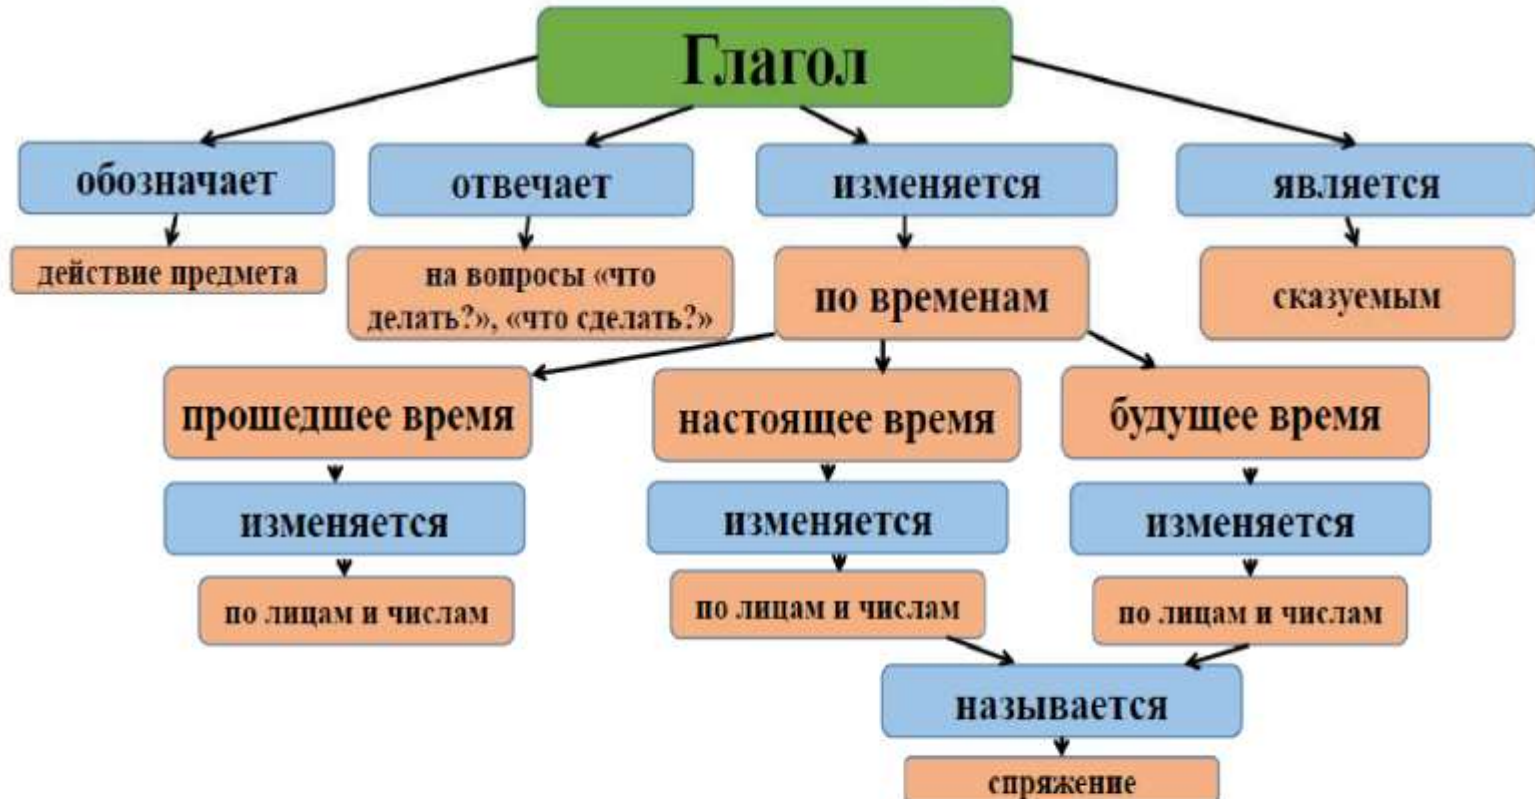 Глагол
обозначает
отвечает
изменяется
является
действие предмета
на вопросы «что
делать?», «что сделать?»
по временам
сказуемым
прошедшее время
настоящее время
будущее время
изменяется
изменяется
изменяется
по лицам и числам
по лицам и числам
по лицам и числам
называется
спряжение